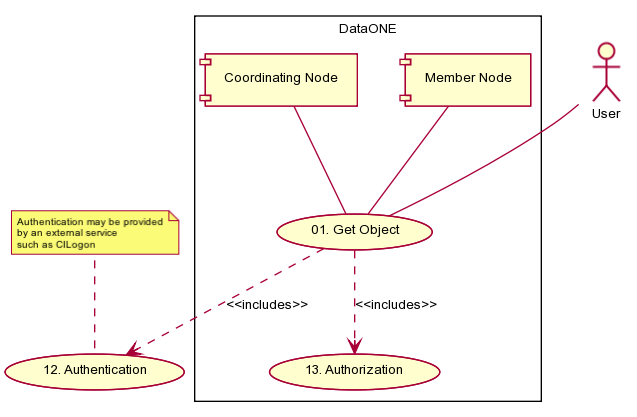 DataONE
Coordinating Node
Member Node
User
Authentication may be provided
by an external service
such as CILogon
01. Get Object
<<includes>>
<<includes>>
12. Authentication
13. Authorization